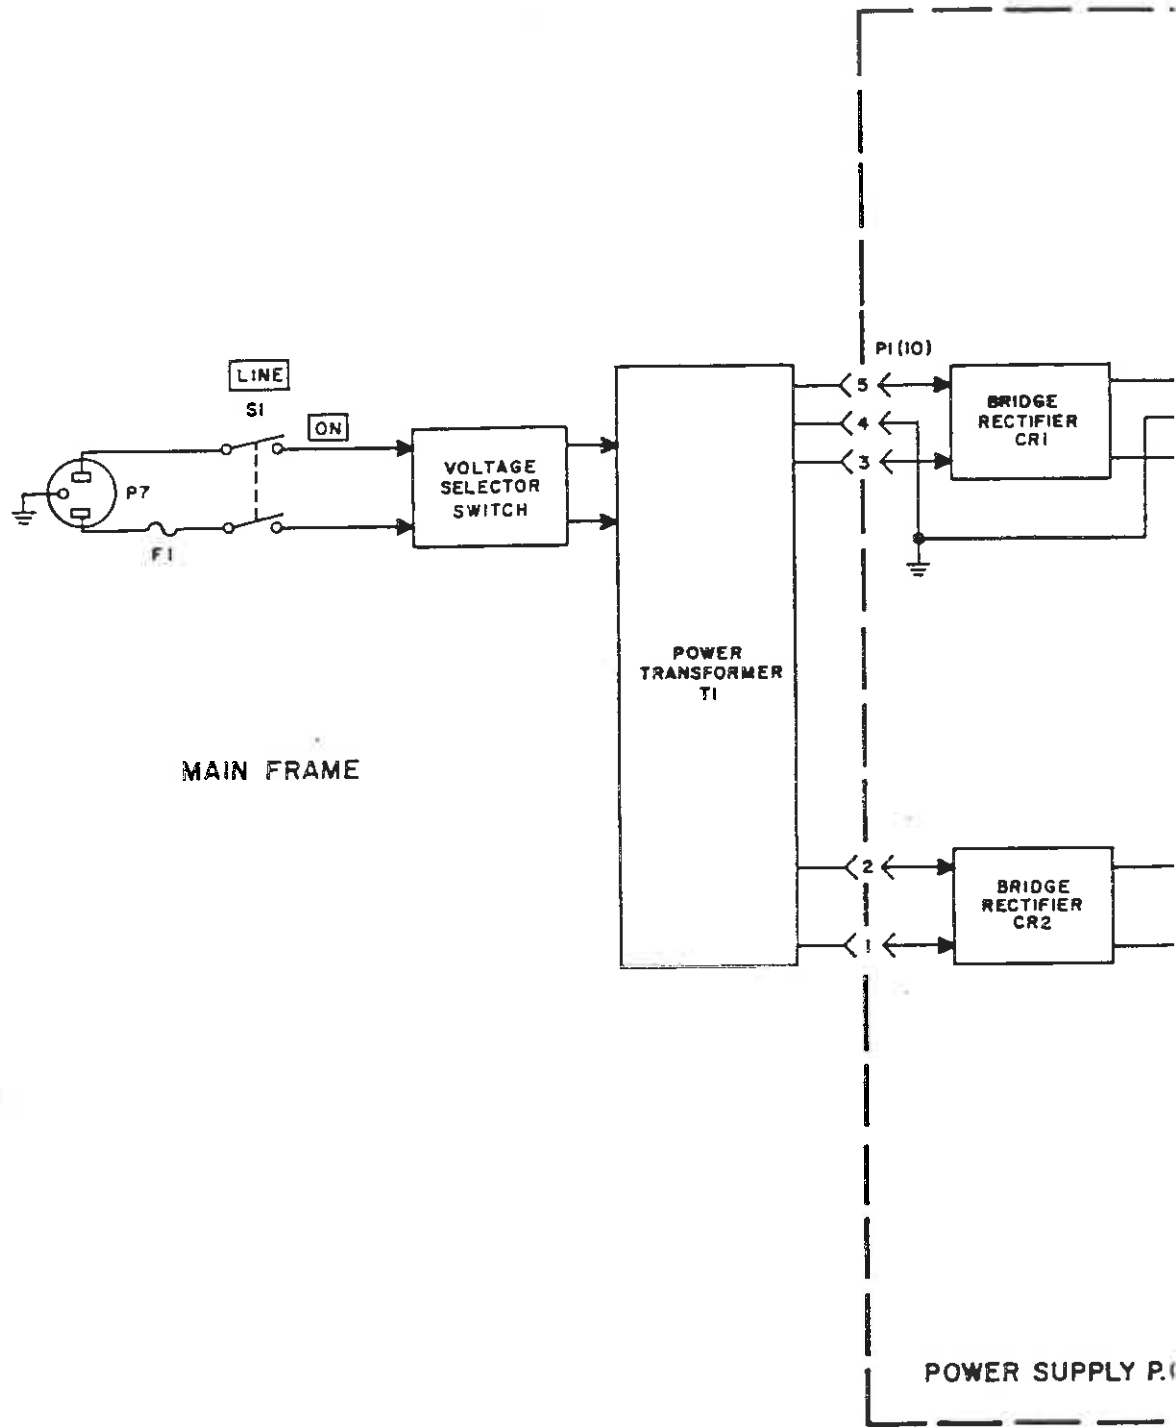 P1(10)
LINE
S1
ON
5
4
3
BRIDGE
RECTIFIER
CR1
VOLTAGE
SELECTOR
SWITCH
P7
F1
POWER
TRANSFORMER
T1
MAIN FRAME
2
1
BRIDGE
RECTIFIER
CR2
POWER SUPPLY